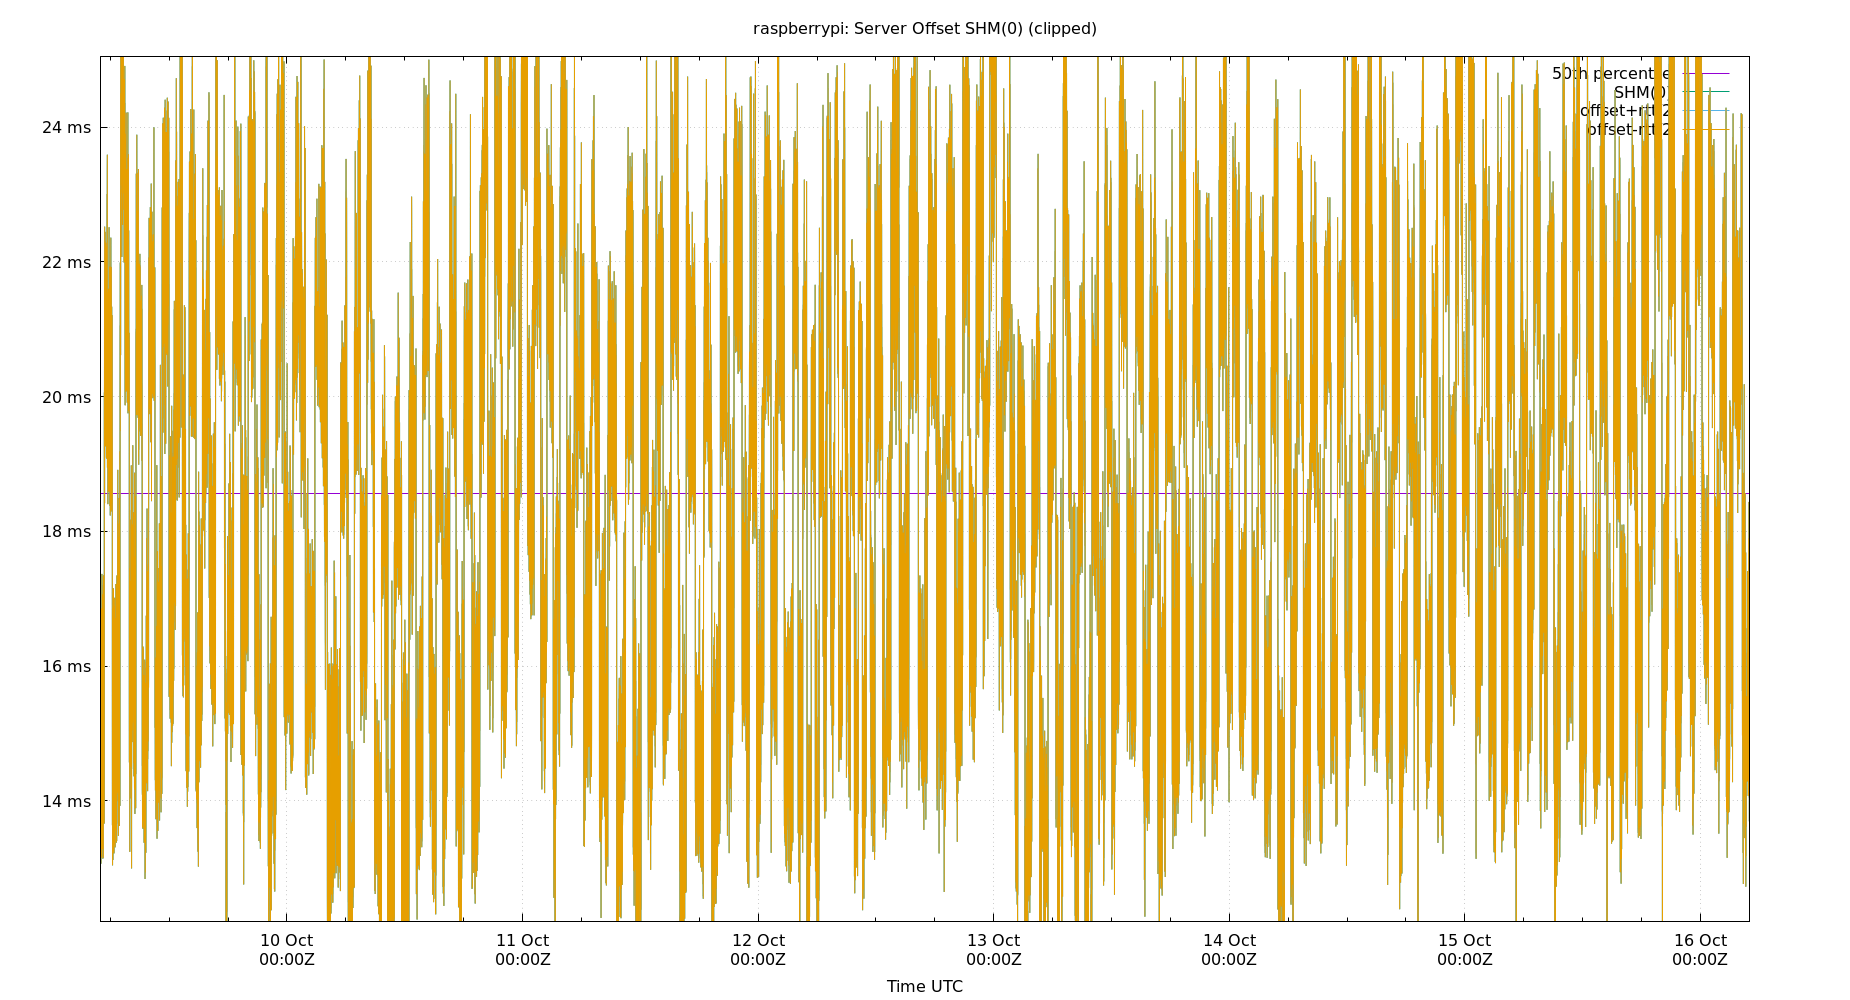 raspberrypi: Server Offset SHM(0) (clipped)
50th percentile
SHM(0)
offset+rtt/2
offset-rtt/2
24 ms
22 ms
20 ms
18 ms
16 ms
14 ms
10 Oct 11 Oct 12 Oct 13 Oct 14 Oct 15 Oct 16 Oct
00:00Z 00:00Z 00:00Z 00:00Z 00:00Z 00:00Z 00:00Z
Time UTC